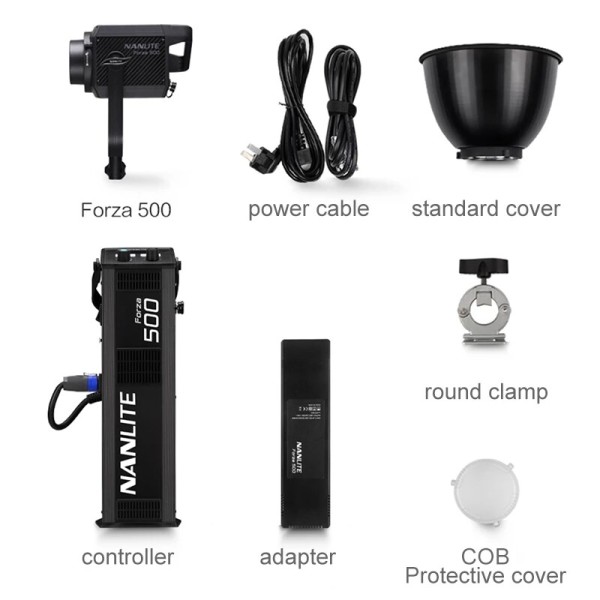 NANLITE
Forza 500
Forza 500
power cable
standard cover
Forza
500
NANLITE
round clamp
NANLITE
Forza 500
controller
adapter
COB
Protective cover